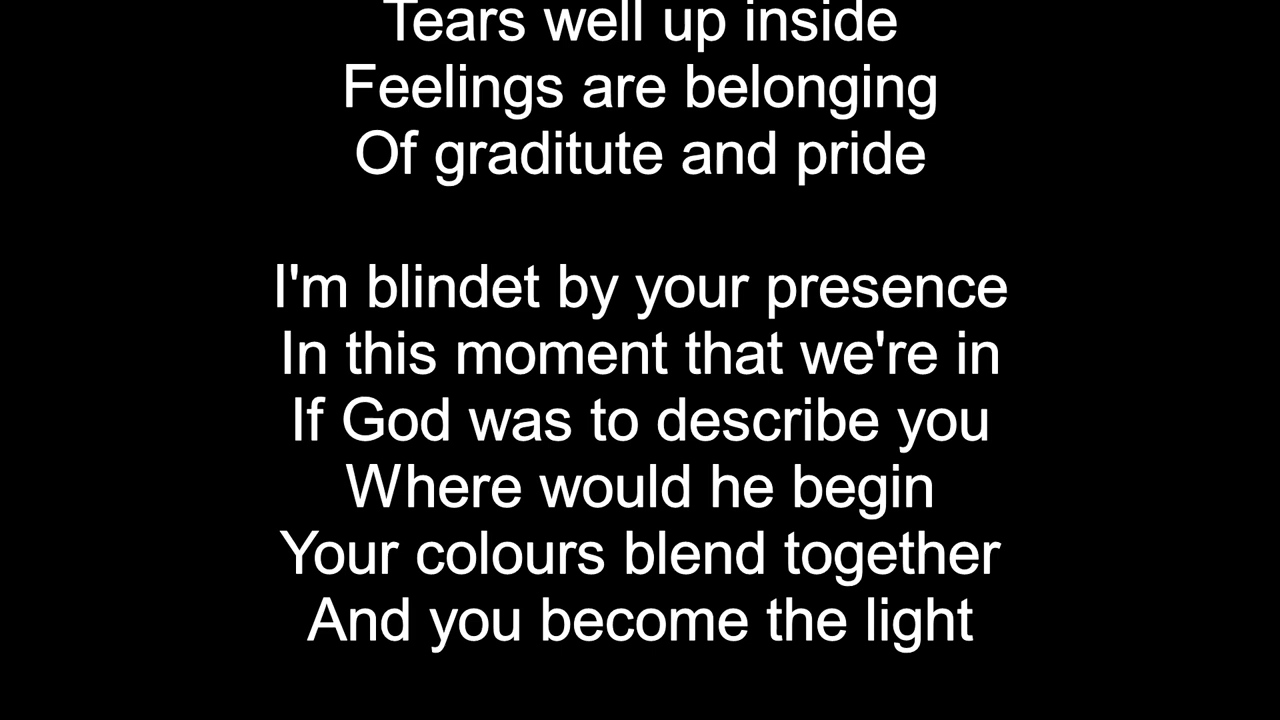 Tears well up inside
Feelings are belonging
Of graditute and pride
I'm blindet by your presence
In this moment that we're in
If God was to describe you
Where would he begin
Your colours blend together
And you become the light